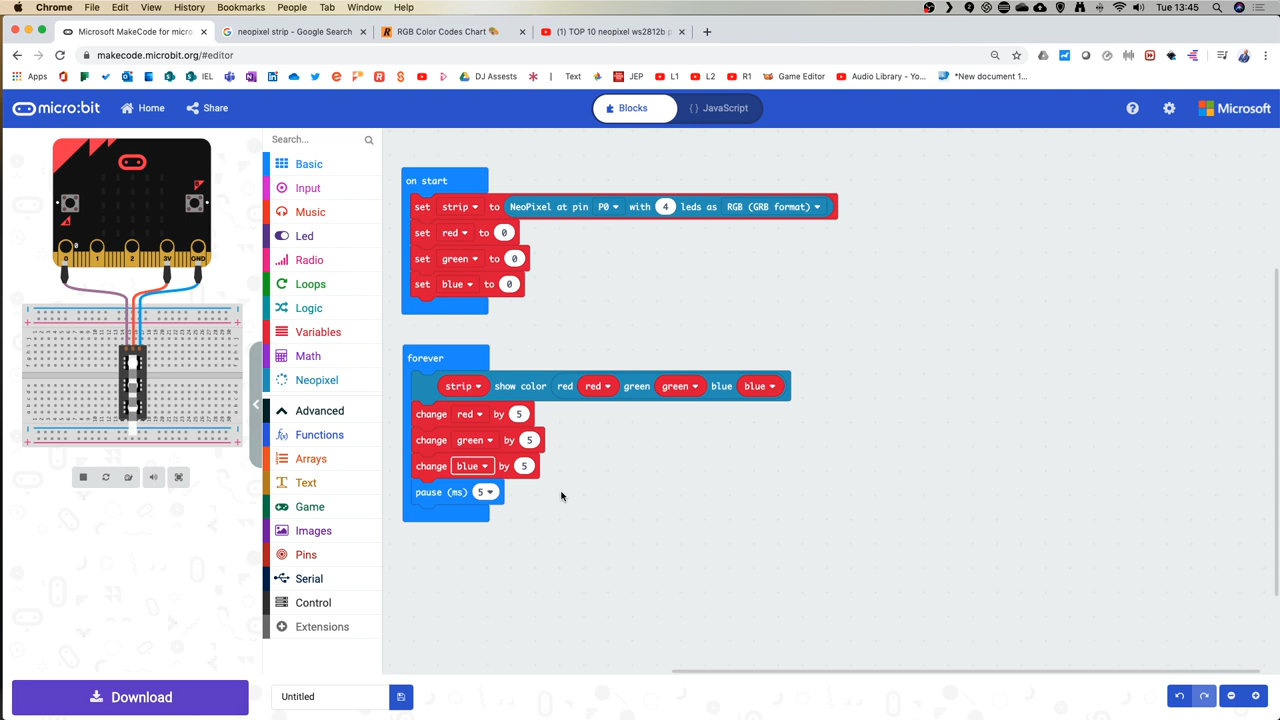 Chrome File Edit View History Bookmarks People Tab Window Help Tue 13:45
Microsoft MakeCode for micro: neopixel strip - Google Search RGB Color Codes Chart (1) TOP 10 neopixel ws2812b p
makecode.microbit.org/#editor
Apps IEL DJ Assests Text JEP L1 L2 R1 Game Editor Audio Library - Yo... *New document 1...
micro:bit Home Share Blocks { } JavaScript ? Microsoft
Search...
Basic
Input
Music
Led
Radio
Loops
Logic
Variables
Math
Neopixel
Advanced
Functions
Arrays
Text
Game
Images
Pins
Serial
Control
Extensions
0 1 2 3V GND
on start
set strip to NeoPixel at pin P0 with 4 leds as RGB (GRB format)
set red to 0
set green to 0
set blue to 0
forever
strip show color red red green green blue blue
change red by 5
change green by 5
change blue by 5
pause (ms) 5
Download Untitled